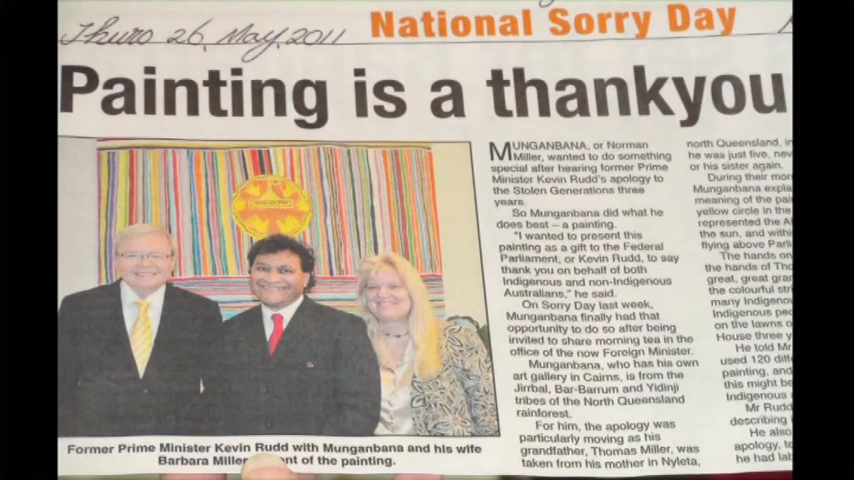 Thurs 26, May, 2011
National Sorry Day
Painting is a thankyou
MUNGANBANA, or Norman
Miller, wanted to do something
special after hearing former Prime
Minister Kevin Rudd's apology to
the Stolen Generations three
years.
So Munganbana did what he
does best – a painting.
"I wanted to present this
painting as a gift to the Federal
Parliament, or Kevin Rudd, to say
thank you on behalf of both
Indigenous and non-Indigenous
Australians," he said.
On Sorry Day last week,
Munganbana finally had that
opportunity to do so after being
invited to share morning tea in the
office of the now Foreign Minister.
Munganbana, who has his own
art gallery in Cairns, is from the
Jirrbal, Bar-Barrum and Yidinji
tribes of the North Queensland
rainforest.
For him, the apology was
particularly moving as his
grandfather, Thomas Miller, was
taken from his mother in Nyleta,
north Queensland, in
he was just five, nev
or his sister again.
During their mor
Munganbana expla
meaning of the pai
yellow circle in the
represented the A
the sun, and withi
flying above Parli
The hands on
the hands of Tho
great, great gra
the colourful str
many Indigenou
Indigenous peo
on the lawns o
House three y
He told Mr
used 120 diff
painting, and
this might be
Indigenous
Mr Rudd
describing
He also
apology, to
he had lab
Former Prime Minister Kevin Rudd with Munganbana and his wife
Barbara Miller nt of the painting.